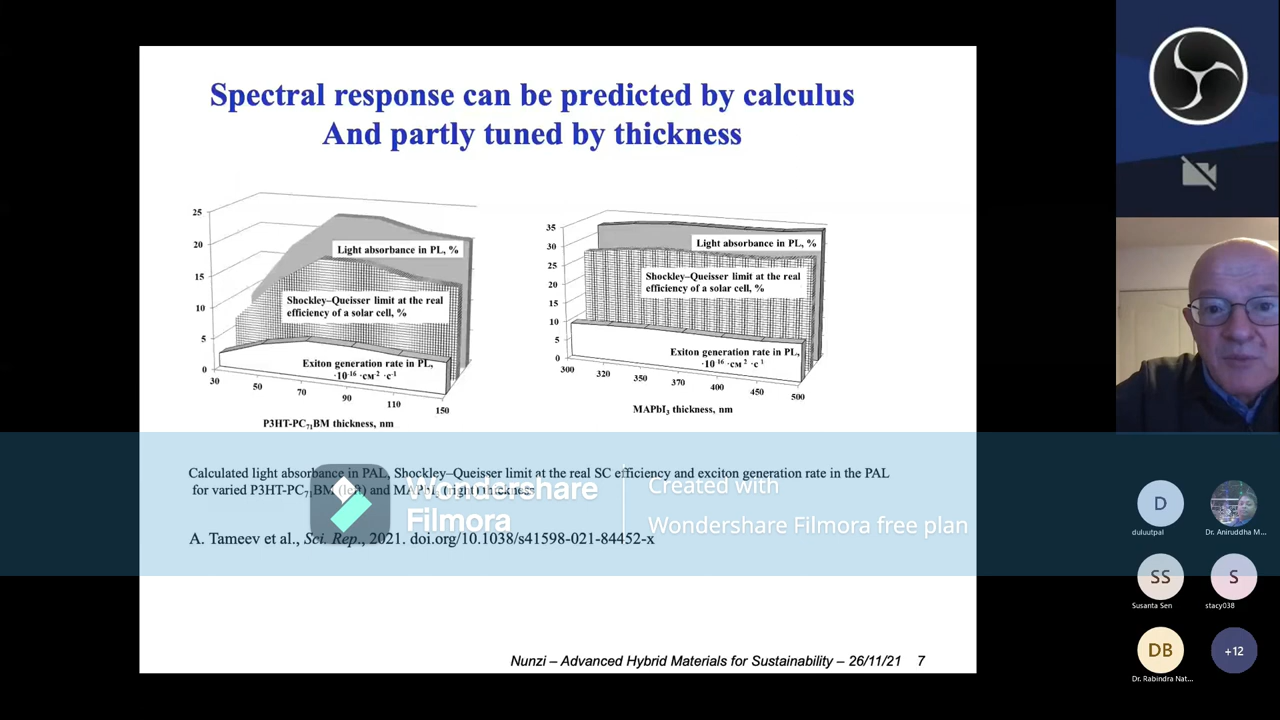 Spectral response can be predicted by calculus
And partly tuned by thickness
25
20
15
10
5
0
Light absorbance in PL, %
Shockley–Queisser limit at the real
efficiency of a solar cell, %
Exiton generation rate in PL,
·10⁻¹⁶ ·см⁻² ·с⁻¹
30
50
70
90
110
150
P3HT-PC₇₁BM thickness, nm
35
30
25
20
15
10
5
0
Light absorbance in PL, %
Shockley–Queisser limit at the real
efficiency of a solar cell, %
Exiton generation rate in PL,
·10⁻¹⁶ ·см⁻² ·с⁻¹
300
320
350
370
400
450
500
MAPbI₃ thickness, nm
Calculated light absorbance in PAL, Shockley–Queisser limit at the real SC efficiency and exciton generation rate in the PAL
for varied P3HT-PC₇₁BM (left) and MAPbI₃ (right) thickness
Wondershare
Filmora
Created with
Wondershare Filmora free plan
A. Tameev et al., Sci. Rep., 2021. doi.org/10.1038/s41598-021-84452-x
Nunzi – Advanced Hybrid Materials for Sustainability – 26/11/21 7
D
duluutpal
Dr. Aniruddha M...
SS
Susanta Sen
S
stacy038
DB
Dr. Rabindra Nat...
+12